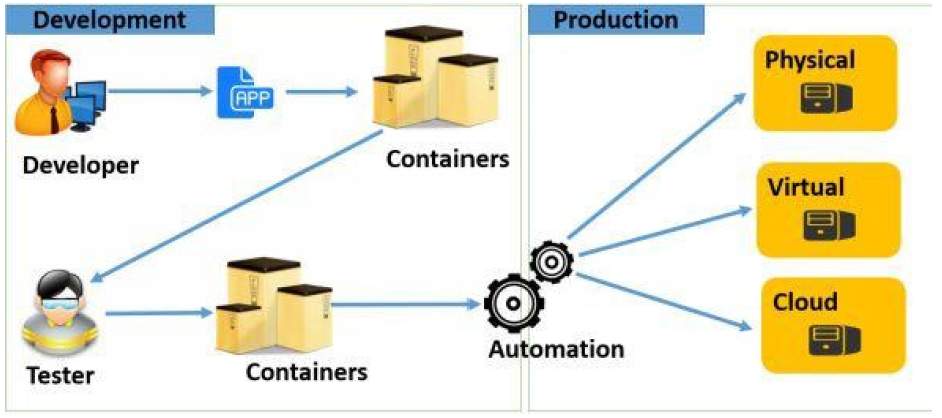 Development
Production
APP
Developer
Containers
Physical
Virtual
Cloud
Tester
Containers
Automation